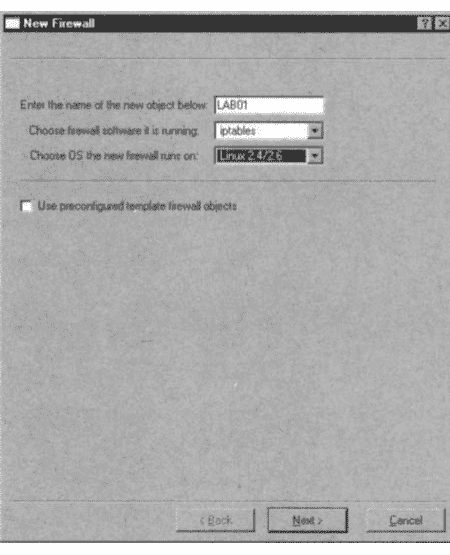 New Firewall
Enter the name of the new object below: LAB01
Choose firewall software it is running: iptables
Choose OS the new firewall runs on: Linux 2.4/2.6
Use preconfigured template firewall objects
< Back
Next >
Cancel